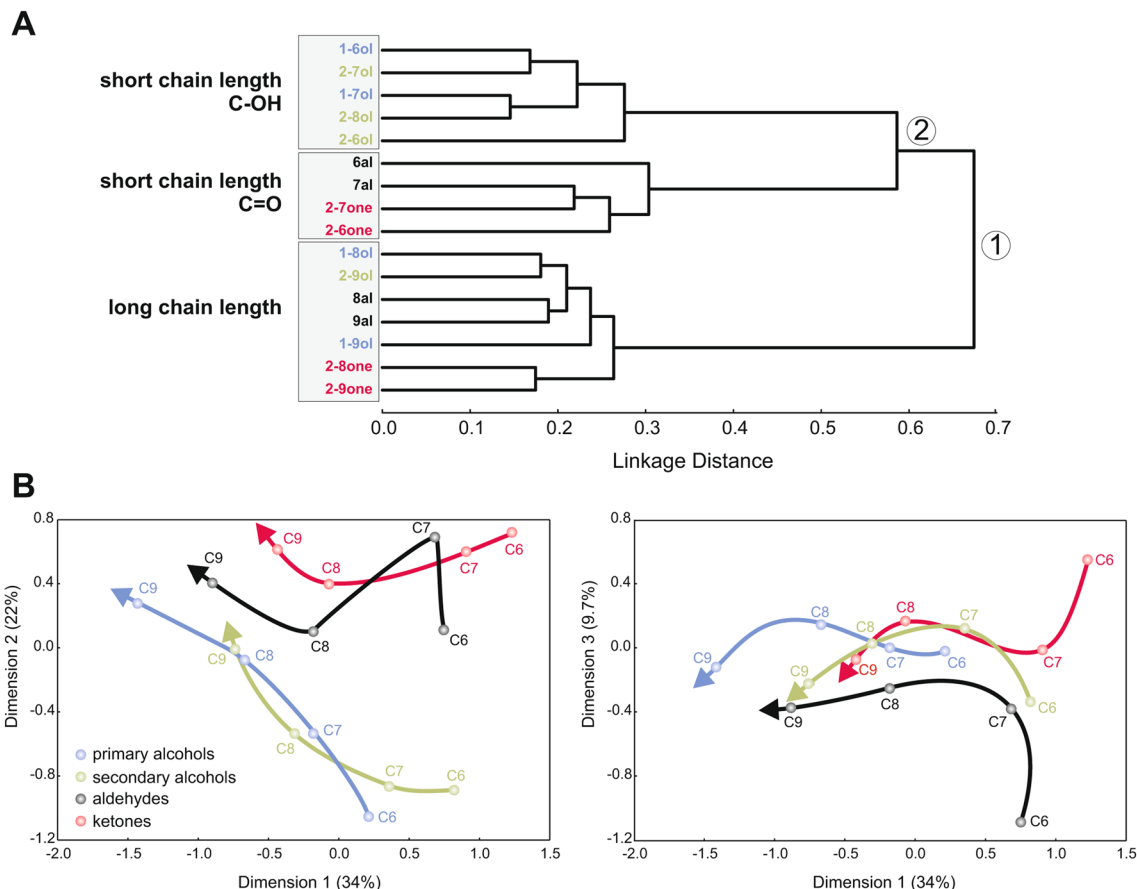 A
short chain length
C-OH
1-6ol
2-7ol
1-7ol
2-8ol
2-6ol
2
short chain length
C=O
6al
7al
2-7one
2-6one
1
long chain length
1-8ol
2-9ol
8al
9al
1-9ol
2-8one
2-9one
0.0 0.1 0.2 0.3 0.4 0.5 0.6 0.7
Linkage Distance
B
Dimension 2 (22%)
0.8
0.4
0.0
-0.4
-0.8
-1.2
C9
C8
C7
C6
C9
C8
C7
C6
C9
C8
C7
C6
C9
C8
C7
C6
primary alcohols
secondary alcohols
aldehydes
ketones
-2.0 -1.5 -1.0 -0.5 0.0 0.5 1.0 1.5
Dimension 1 (34%)
Dimension 3 (9.7%)
0.8
0.4
0.0
-0.4
-0.8
-1.2
C9
C8
C7
C6
C9
C8
C7
C6
C9
C8
C7
C6
C9
C8
C7
C6
-2.0 -1.5 -1.0 -0.5 0.0 0.5 1.0 1.5
Dimension 1 (34%)